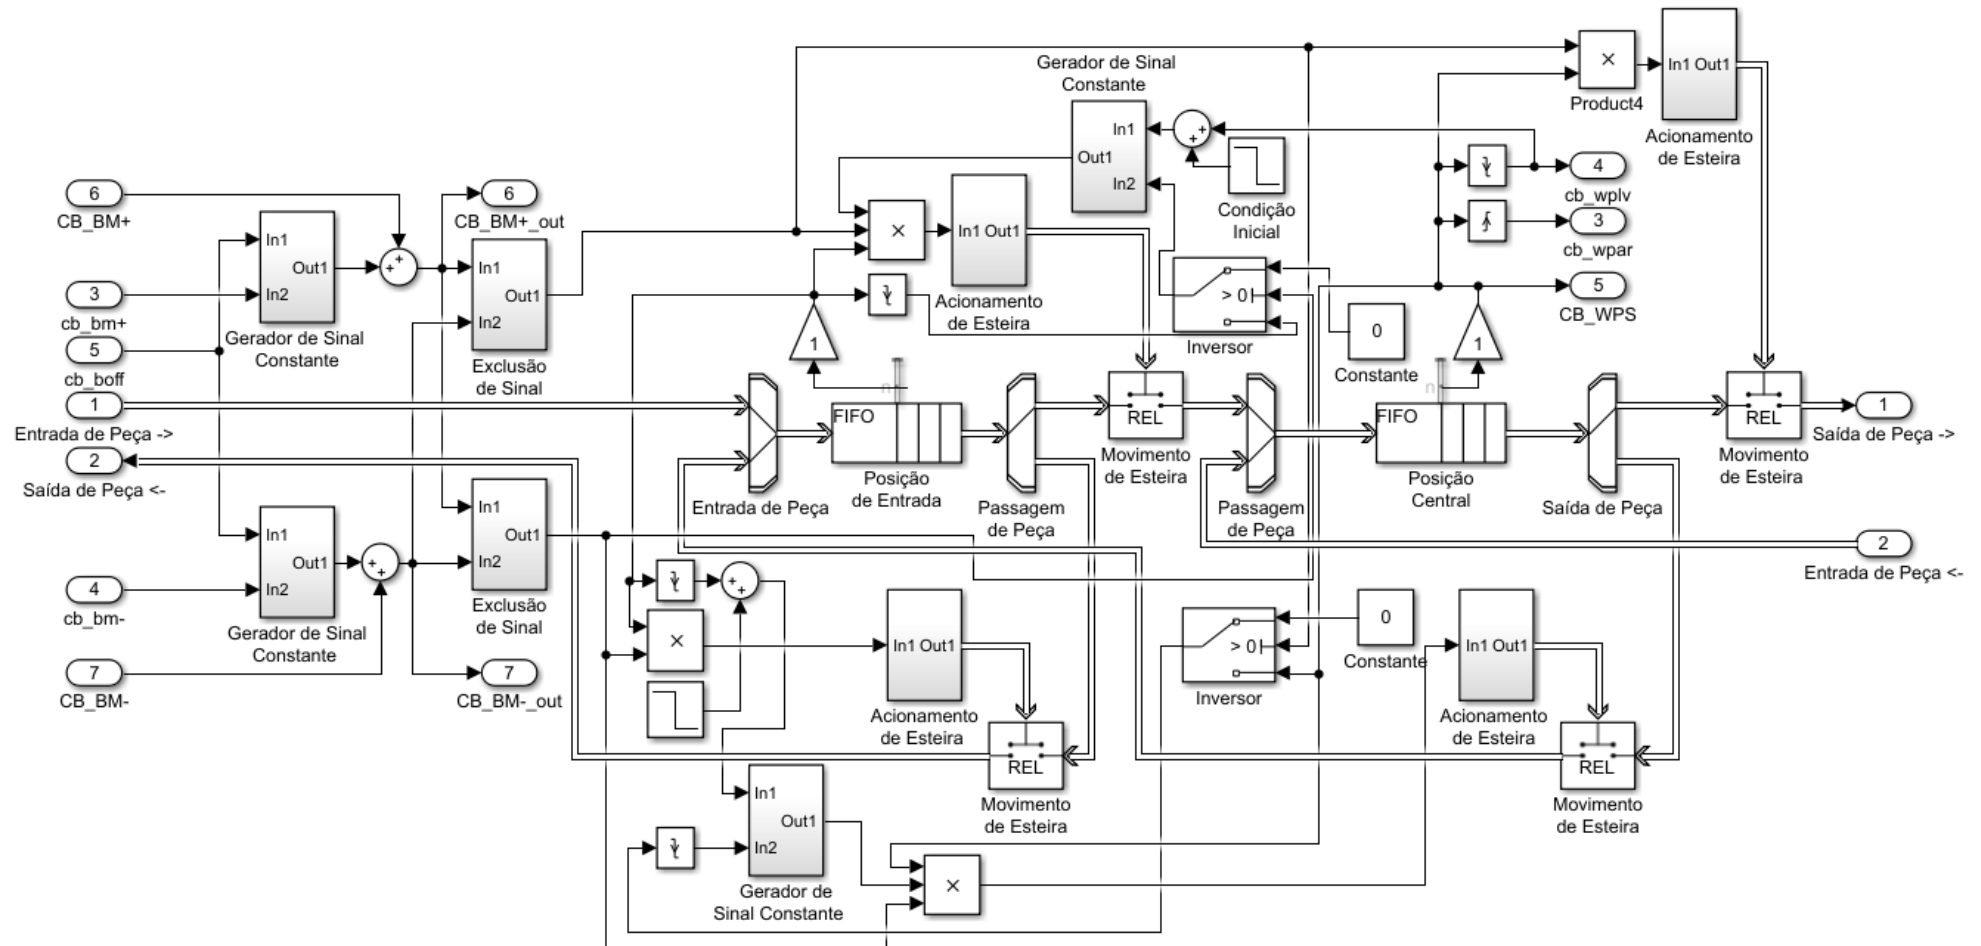 6
CB_BM+
3
cb_bm+
5
cb_boff
1
Entrada de Peça ->
2
Saída de Peça <-
4
cb_bm-
7
CB_BM-
In1
Out1
In2
Gerador de Sinal
Constante
+
+
6
CB_BM+_out
In1
Out1
In2
Exclusão
de Sinal
In1
Out1
In2
Gerador de Sinal
Constante
+
+
In1
Out1
In2
Exclusão
de Sinal
7
CB_BM-_out
Gerador de Sinal
Constante
In1
Out1
In2
+
+
Condição
Inicial
×
In1 Out1
Acionamento
de Esteira
1
> 0
Inversor
0
Constante
×
Product4
In1 Out1
Acionamento
de Esteira
4
cb_wplv
3
cb_wpar
5
CB_WPS
1
Entrada de Peça
n
FIFO
Posição
de Entrada
Passagem
de Peça
REL
Movimento
de Esteira
Passagem
de Peça
n
FIFO
Posição
Central
Saída de Peça
REL
Movimento
de Esteira
1
Saída de Peça ->
2
Entrada de Peça <-
+
+
×
In1 Out1
Acionamento
de Esteira
REL
Movimento
de Esteira
> 0
Inversor
0
Constante
In1 Out1
Acionamento
de Esteira
REL
Movimento
de Esteira
In1
Out1
In2
Gerador de
Sinal Constante
×